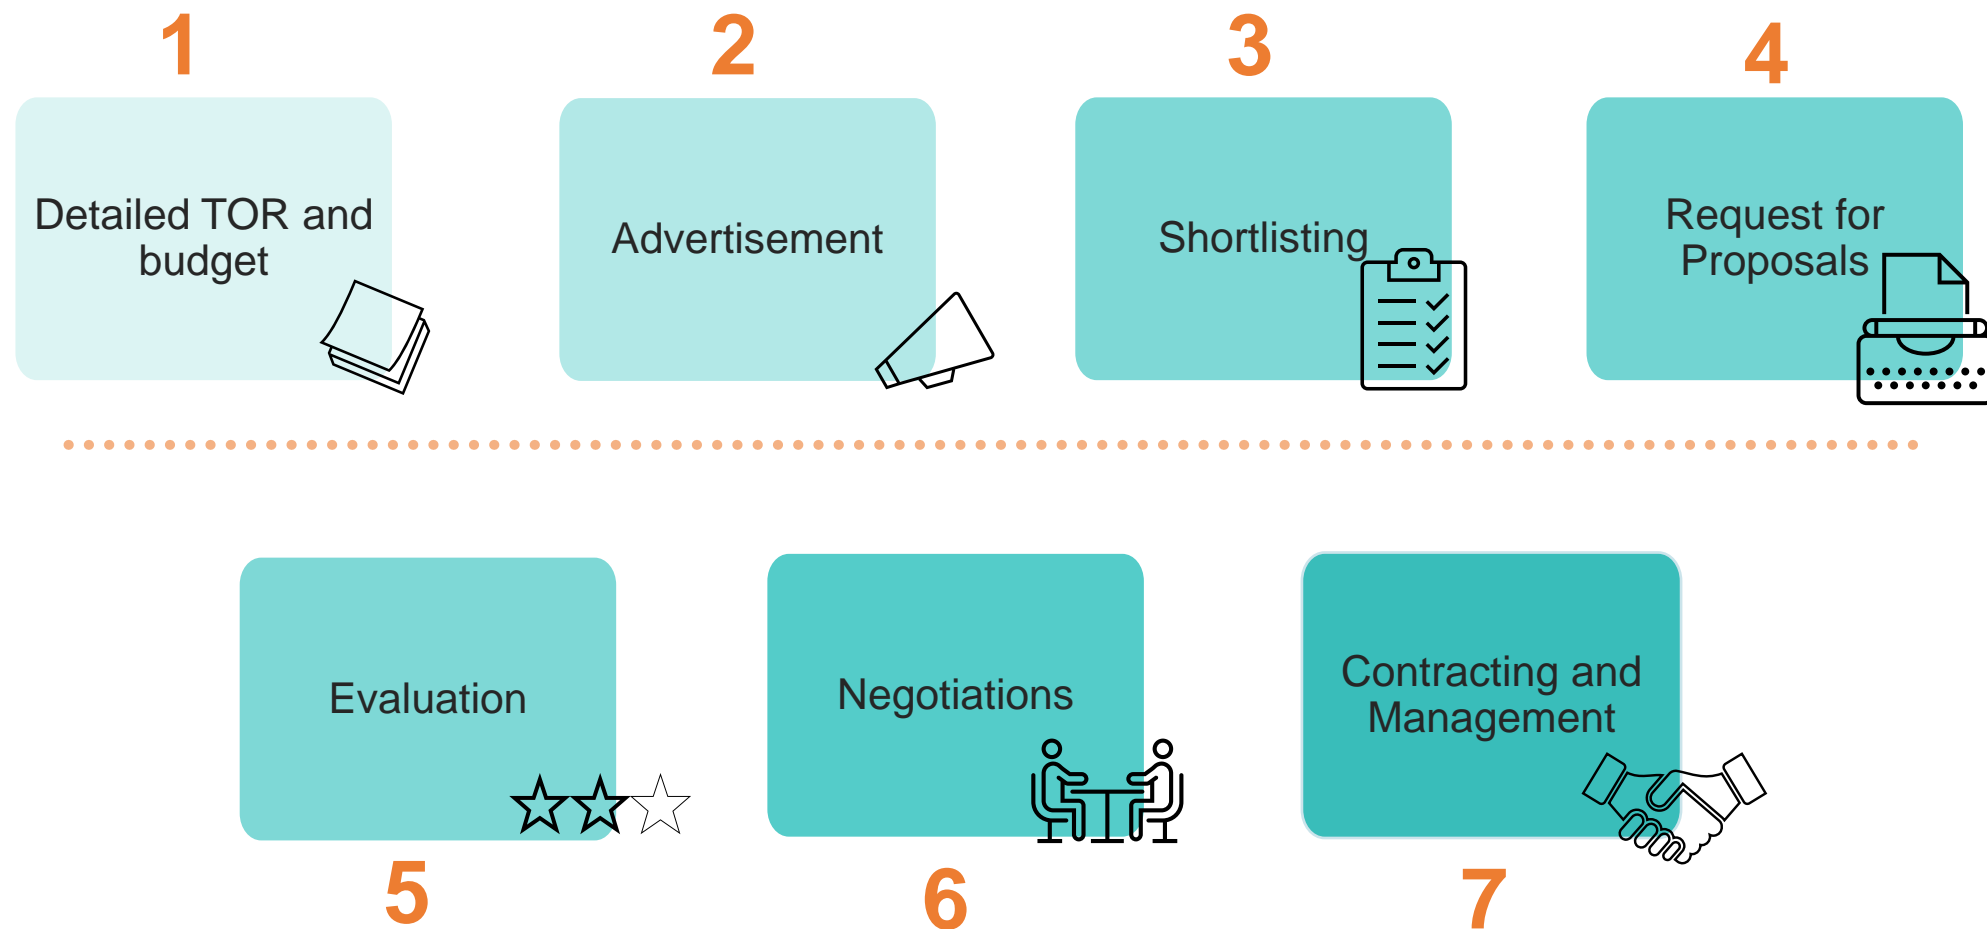 1
2
3
4
Detailed TOR and
budget
Advertisement
Shortlisting
Request for
Proposals
Evaluation
Negotiations
Contracting and
Management
5
6
7